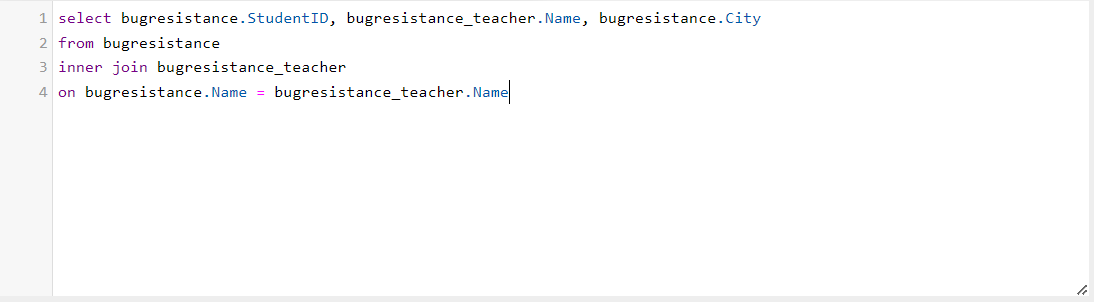 1 select bugresistance.StudentID, bugresistance_teacher.Name, bugresistance.City
2 from bugresistance
3 inner join bugresistance_teacher
4 on bugresistance.Name = bugresistance_teacher.Name